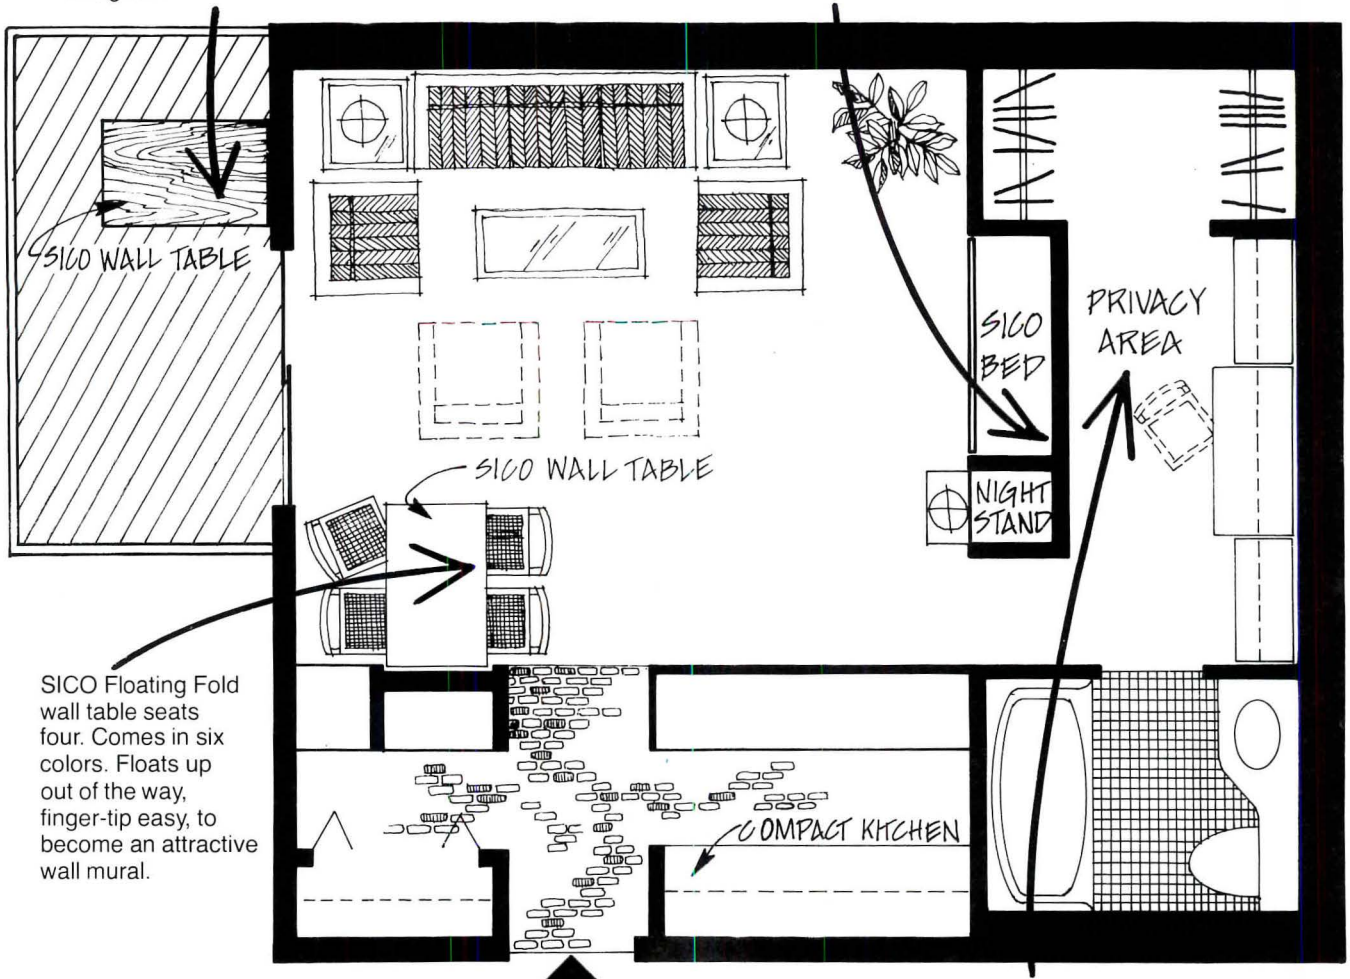 SICO WALL TABLE
SICO
BED
PRIVACY
AREA
SICO WALL TABLE
NIGHT
STAND
SICO Floating Fold
wall table seats
four. Comes in six
colors. Floats up
out of the way,
finger-tip easy, to
become an attractive
wall mural.
COMPACT KITCHEN